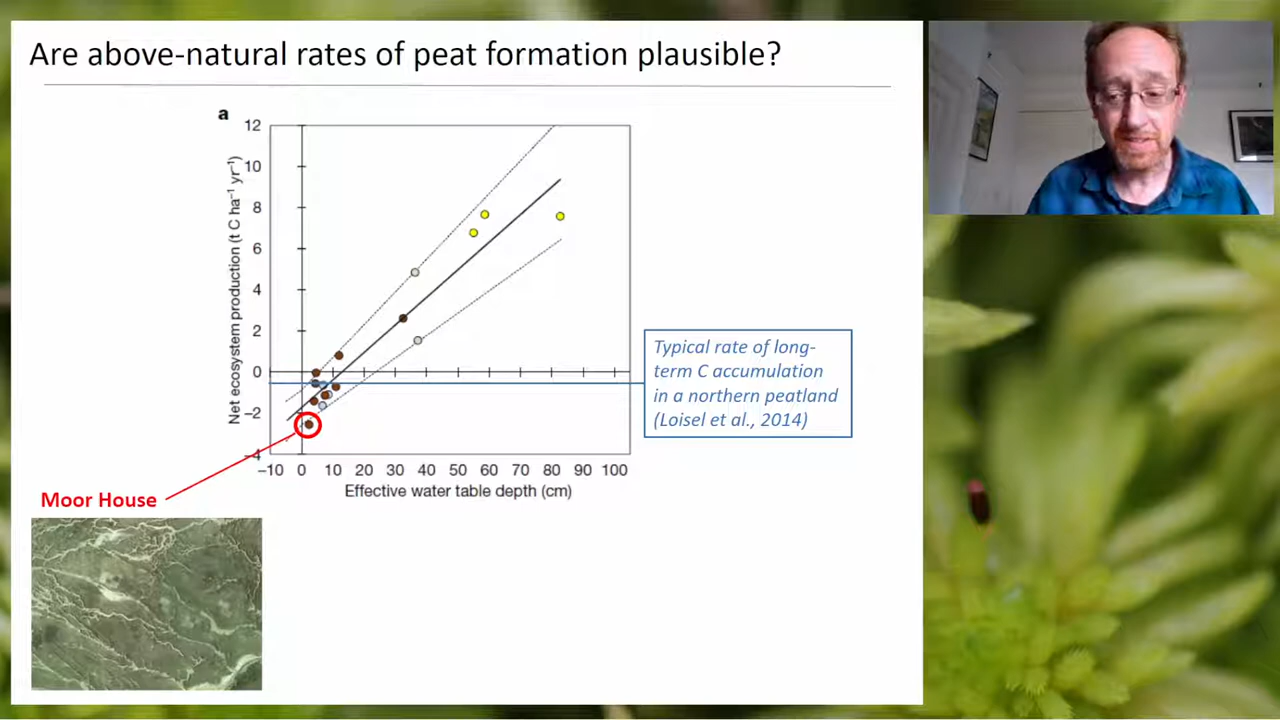 Are above-natural rates of peat formation plausible?
a
12
10
8
6
4
2
0
−2
−4
Net ecosystem production (t C ha⁻¹ yr⁻¹)
−10 0 10 20 30 40 50 60 70 80 90 100
Effective water table depth (cm)
Typical rate of long-
term C accumulation
in a northern peatland
(Loisel et al., 2014)
Moor House